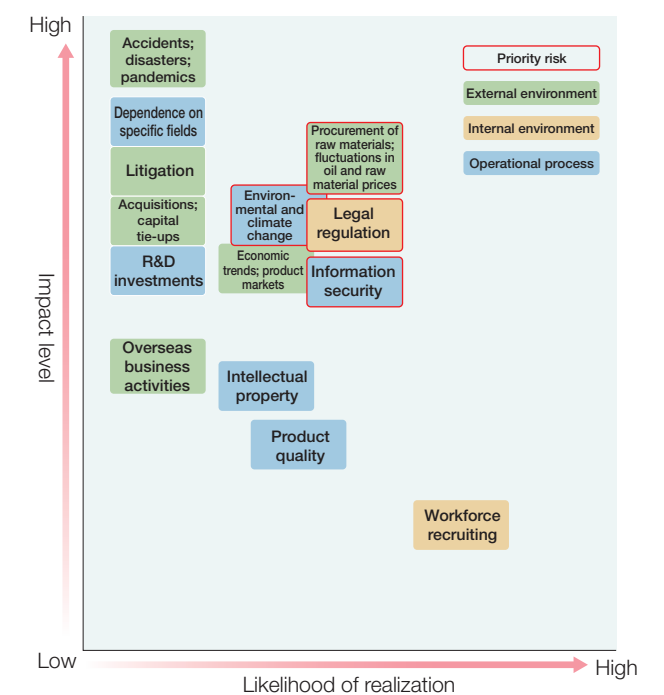 High
Accidents;
disasters;
pandemics
Priority risk
External environment
Internal environment
Operational process
Dependence on
specific fields
Litigation
Acquisitions;
capital
tie-ups
R&D
investments
Procurement of
raw materials;
fluctuations in
oil and raw
material prices
Environ-
mental and
climate
change
Legal
regulation
Economic
trends; product
markets
Information
security
Impact level
Overseas
business
activities
Intellectual
property
Product
quality
Workforce
recruiting
Low
High
Likelihood of realization